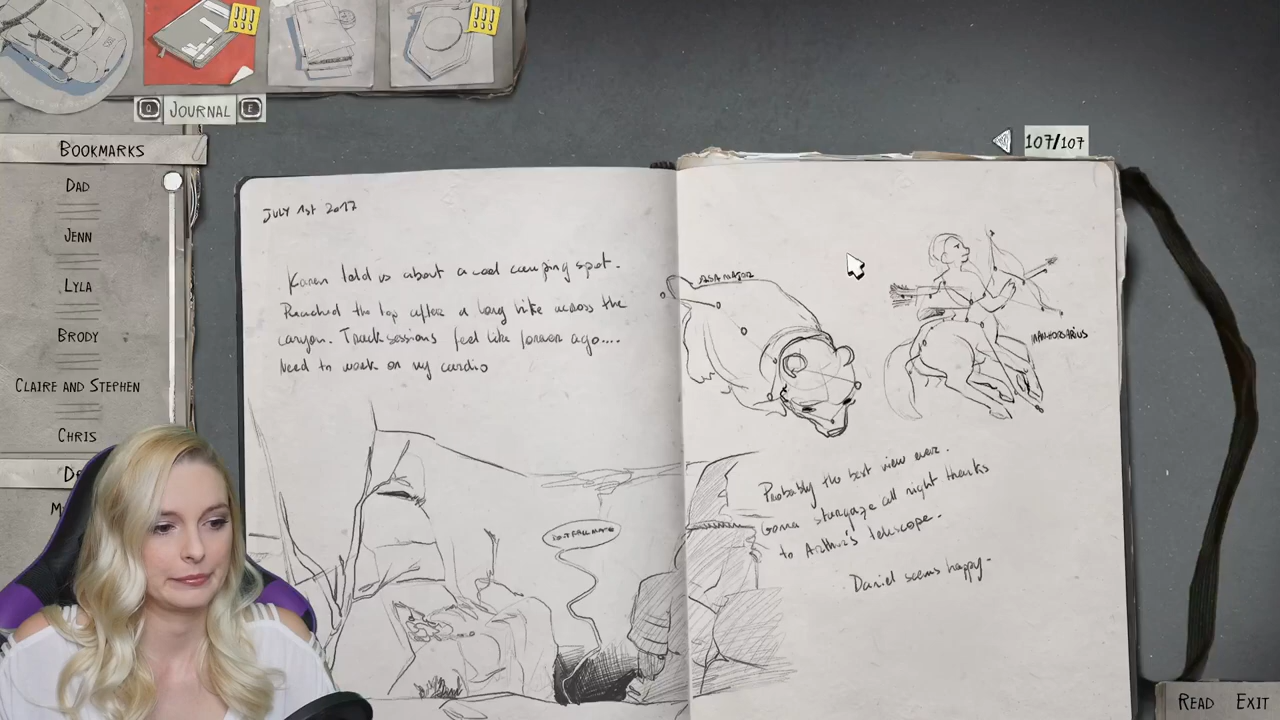 JOURNAL
Q
E
BOOKMARKS
DAD
JENN
LYLA
BRODY
CLAIRE AND STEPHEN
CHRIS
107/107
JULY 1st 2017
Karen told us about a cool camping spot.
Reached the top after a long hike across the
canyon. Track sessions feel like forever ago....
Need to work on my cardio
URSA MAJOR
Probably the best view ever.
Gonna stargaze all night thanks
to Arthur's telescope.
Daniel seems happy.
READ
EXIT